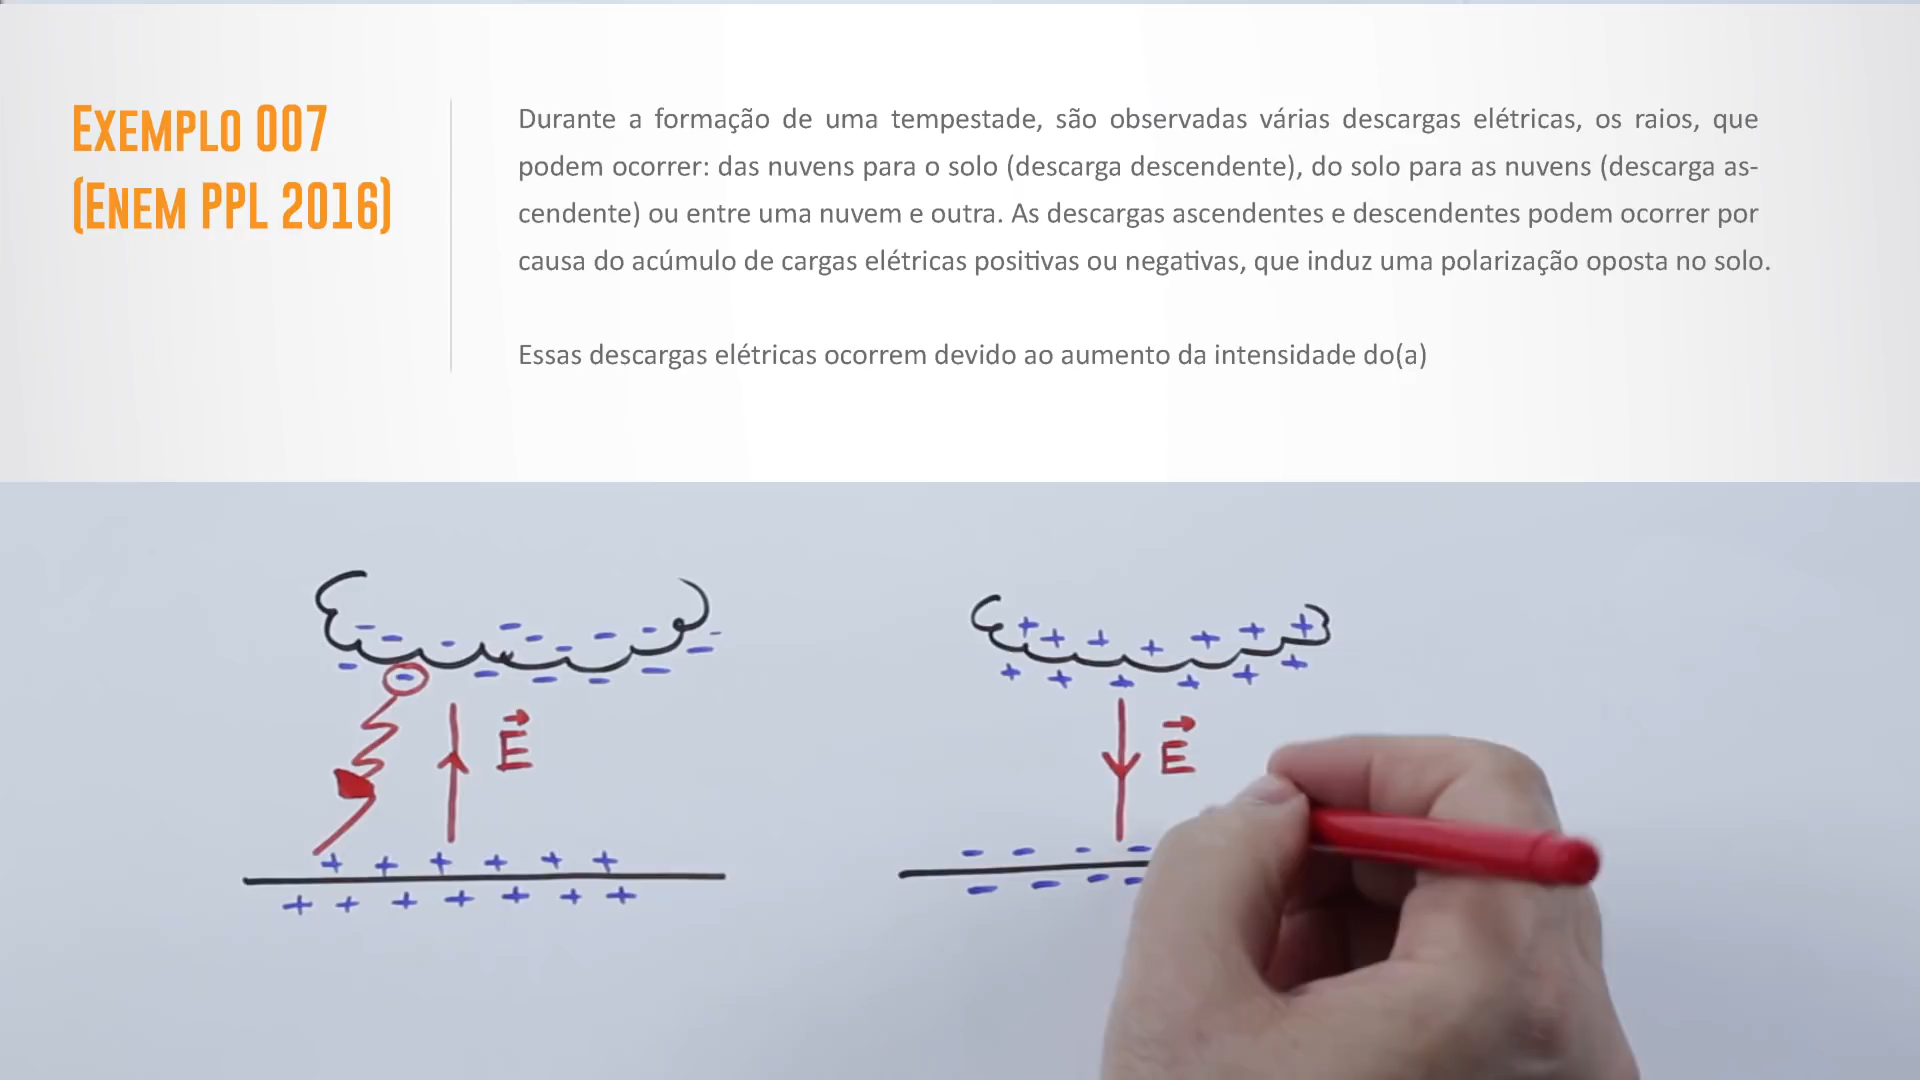 EXEMPLO 007
(ENEM PPL 2016)
Durante a formação de uma tempestade, são observadas várias descargas elétricas, os raios, que
podem ocorrer: das nuvens para o solo (descarga descendente), do solo para as nuvens (descarga as-
cendente) ou entre uma nuvem e outra. As descargas ascendentes e descendentes podem ocorrer por
causa do acúmulo de cargas elétricas positivas ou negativas, que induz uma polarização oposta no solo.
Essas descargas elétricas ocorrem devido ao aumento da intensidade do(a)
E
E